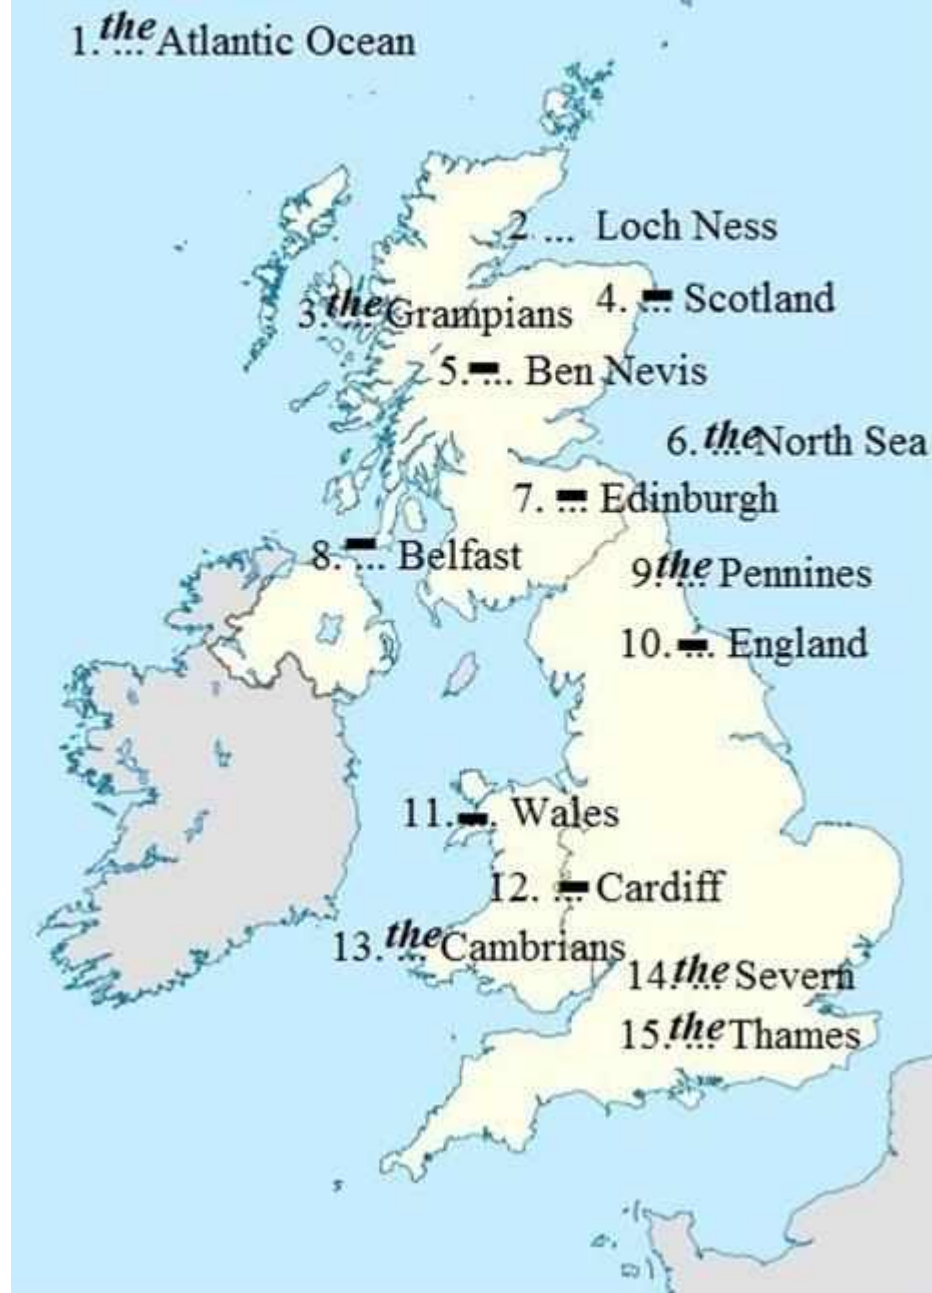 1. the ... Atlantic Ocean
2 ... Loch Ness
3. the ... Grampians
4. – ... Scotland
5. – ... Ben Nevis
6. the ... North Sea
7. – ... Edinburgh
8. – ... Belfast
9. the ... Pennines
10. – ... England
11. – ... Wales
12. – ... Cardiff
13. the ... Cambrians
14. the ... Severn
15. the ... Thames